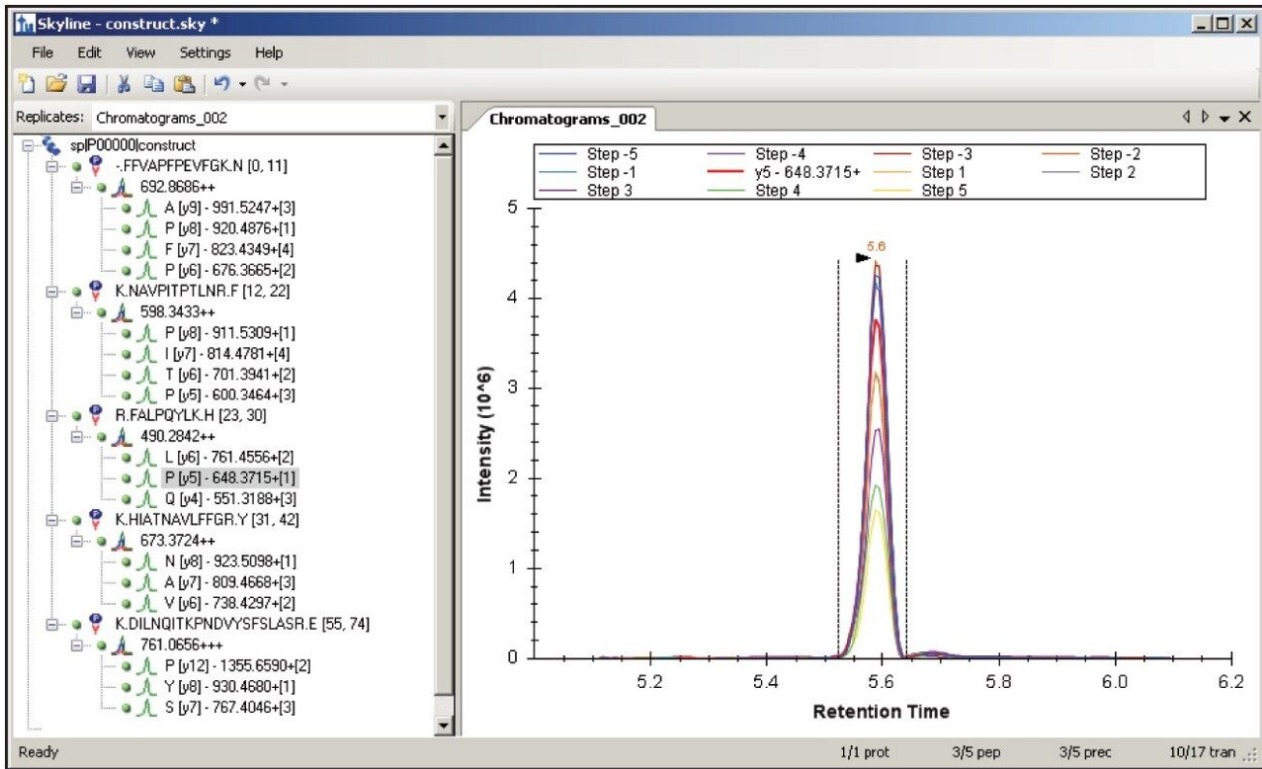 Skyline - construct.sky *
File Edit View Settings Help
Replicates: Chromatograms_002
sp|P00000|construct
-.FFVAPFPEVFGK.N [0, 11]
692.8686++
A [y9] - 991.5247+[3]
P [y8] - 920.4876+[1]
F [y7] - 823.4349+[4]
P [y6] - 676.3665+[2]
K.NAVPITPTLNR.F [12, 22]
598.3433++
P [y8] - 911.5309+[1]
I [y7] - 814.4781+[4]
T [y6] - 701.3941+[2]
P [y5] - 600.3464+[3]
R.FALPQYLK.H [23, 30]
490.2842++
L [y6] - 761.4556+[2]
P [y5] - 648.3715+[1]
Q [y4] - 551.3188+[3]
K.HIATNAVLFFGR.Y [31, 42]
673.3724++
N [y8] - 923.5098+[1]
A [y7] - 809.4668+[3]
V [y6] - 738.4297+[2]
K.DILNQITKPNDVYSFSLASR.E [55, 74]
761.0656+++
P [y12] - 1355.6590+[2]
Y [y8] - 930.4680+[1]
S [y7] - 767.4046+[3]
Chromatograms_002
Step -5 Step -4 Step -3 Step -2
Step -1 y5 - 648.3715+ Step 1 Step 2
Step 3 Step 4 Step 5
5
4
3
2
1
0
Intensity (10^6)
5.6
5.2 5.4 5.6 5.8 6.0 6.2
Retention Time
Ready 1/1 prot 3/5 pep 3/5 prec 10/17 tran